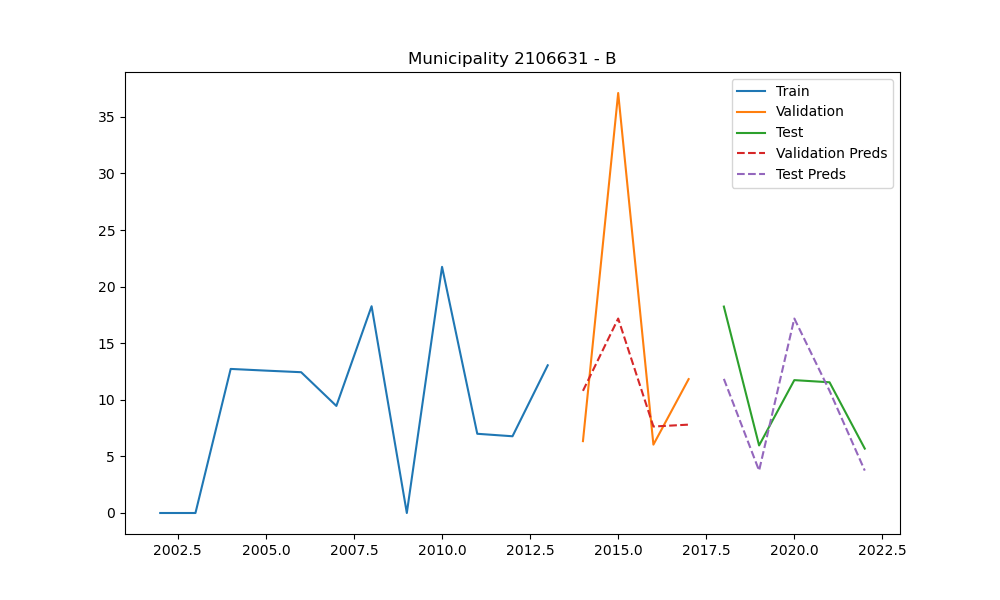 Municipality 2106631 - B
Train
Validation
Test
Validation Preds
Test Preds
35
30
25
20
15
10
5
0
2002.5 2005.0 2007.5 2010.0 2012.5 2015.0 2017.5 2020.0 2022.5